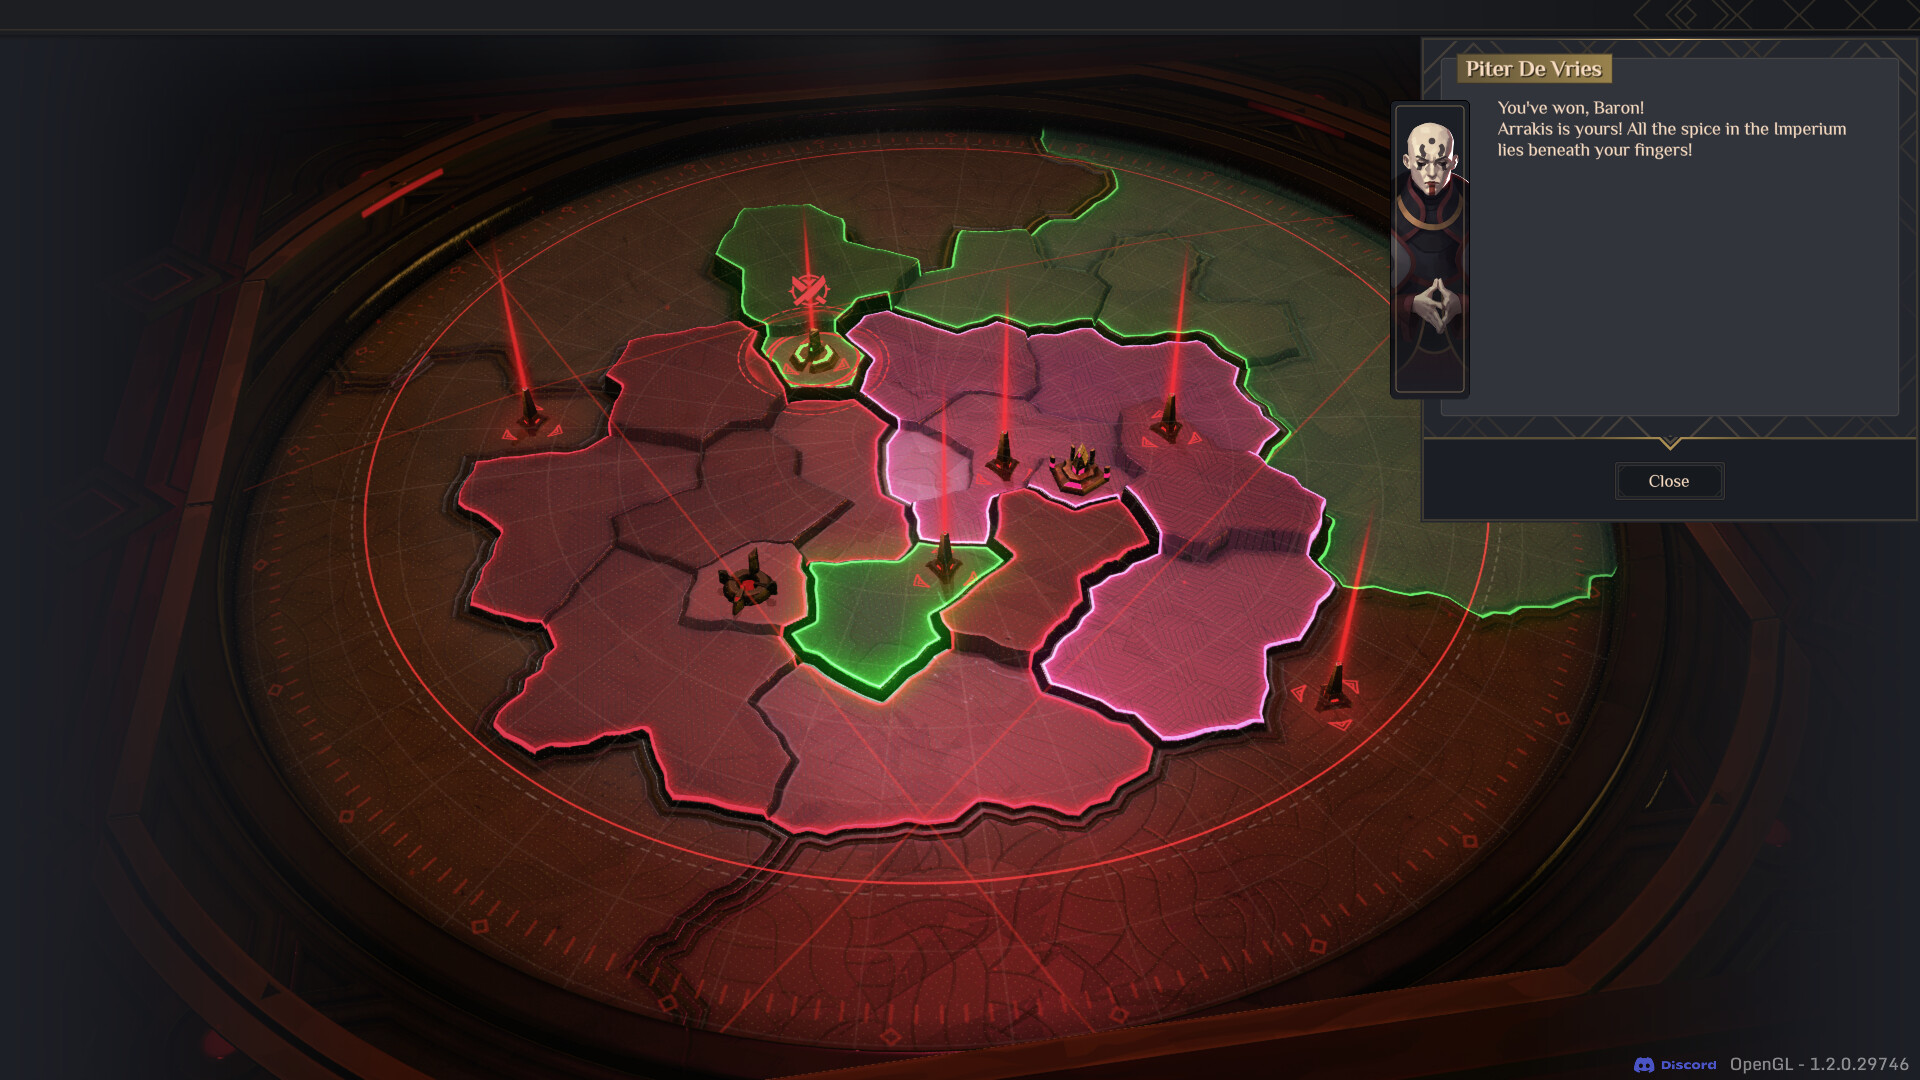 Piter De Vries
You've won, Baron!
Arrakis is yours! All the spice in the Imperium
lies beneath your fingers!
Close
Discord OpenGL - 1.2.0.29746